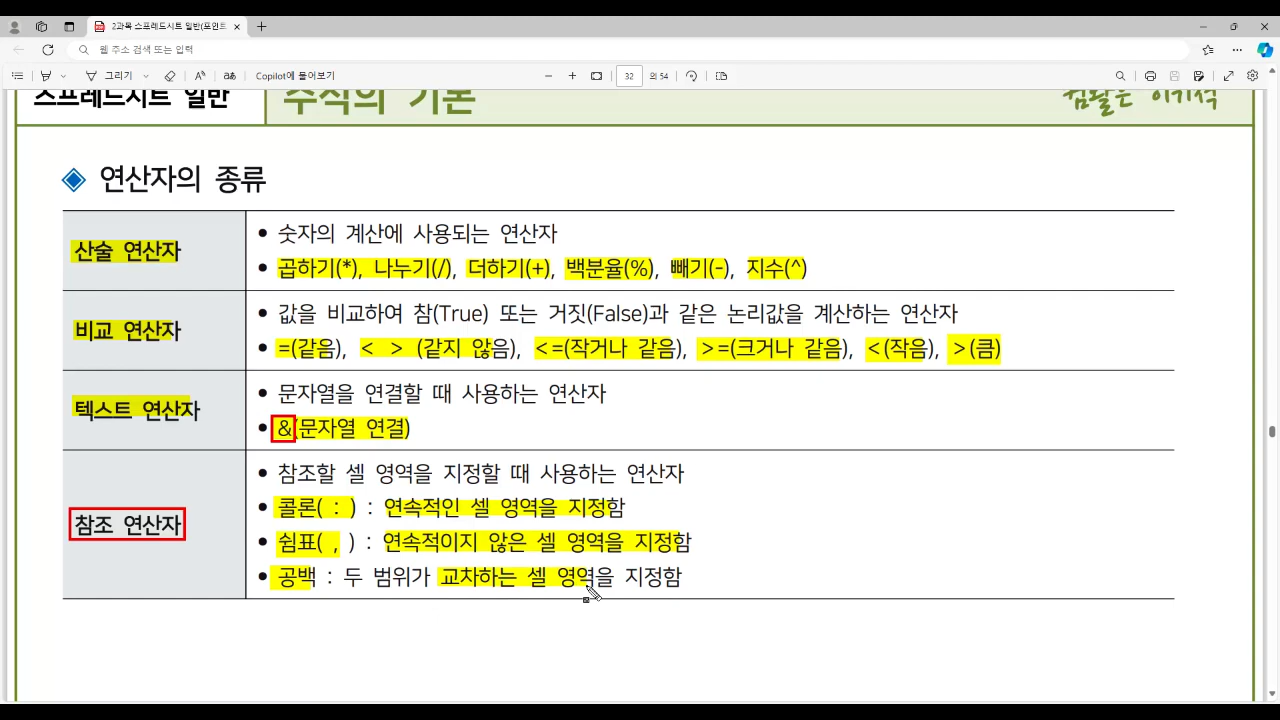 2과목 스프레드시트 일반(포인트
웹 주소 검색 또는 입력
그리기
Copilot에 물어보기
32
의 54
스프레드시트 일반
수식의 기본
컴활은 이기적
연산자의 종류
산술 연산자
• 숫자의 계산에 사용되는 연산자
• 곱하기(*), 나누기(/), 더하기(+), 백분율(%), 빼기(-), 지수(^)
비교 연산자
• 값을 비교하여 참(True) 또는 거짓(False)과 같은 논리값을 계산하는 연산자
• =(같음), < > (같지 않음), <=(작거나 같음), >=(크거나 같음), <(작음), >(큼)
텍스트 연산자
• 문자열을 연결할 때 사용하는 연산자
• &(문자열 연결)
참조 연산자
• 참조할 셀 영역을 지정할 때 사용하는 연산자
• 콜론( : ) : 연속적인 셀 영역을 지정함
• 쉼표( , ) : 연속적이지 않은 셀 영역을 지정함
• 공백 : 두 범위가 교차하는 셀 영역을 지정함